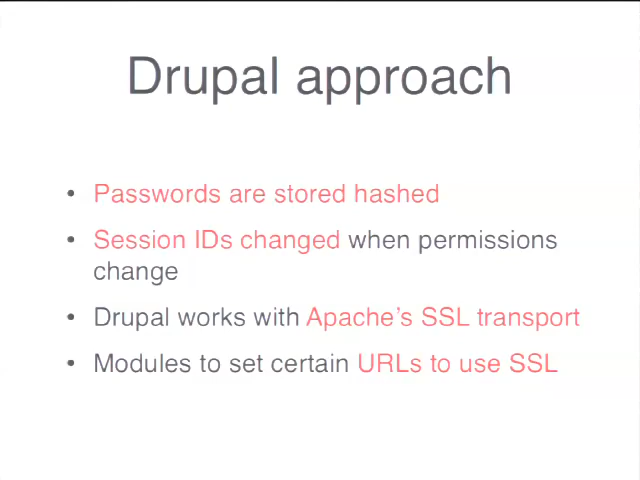 Drupal approach
• Passwords are stored hashed
• Session IDs changed when permissions
change
• Drupal works with Apache's SSL transport
• Modules to set certain URLs to use SSL